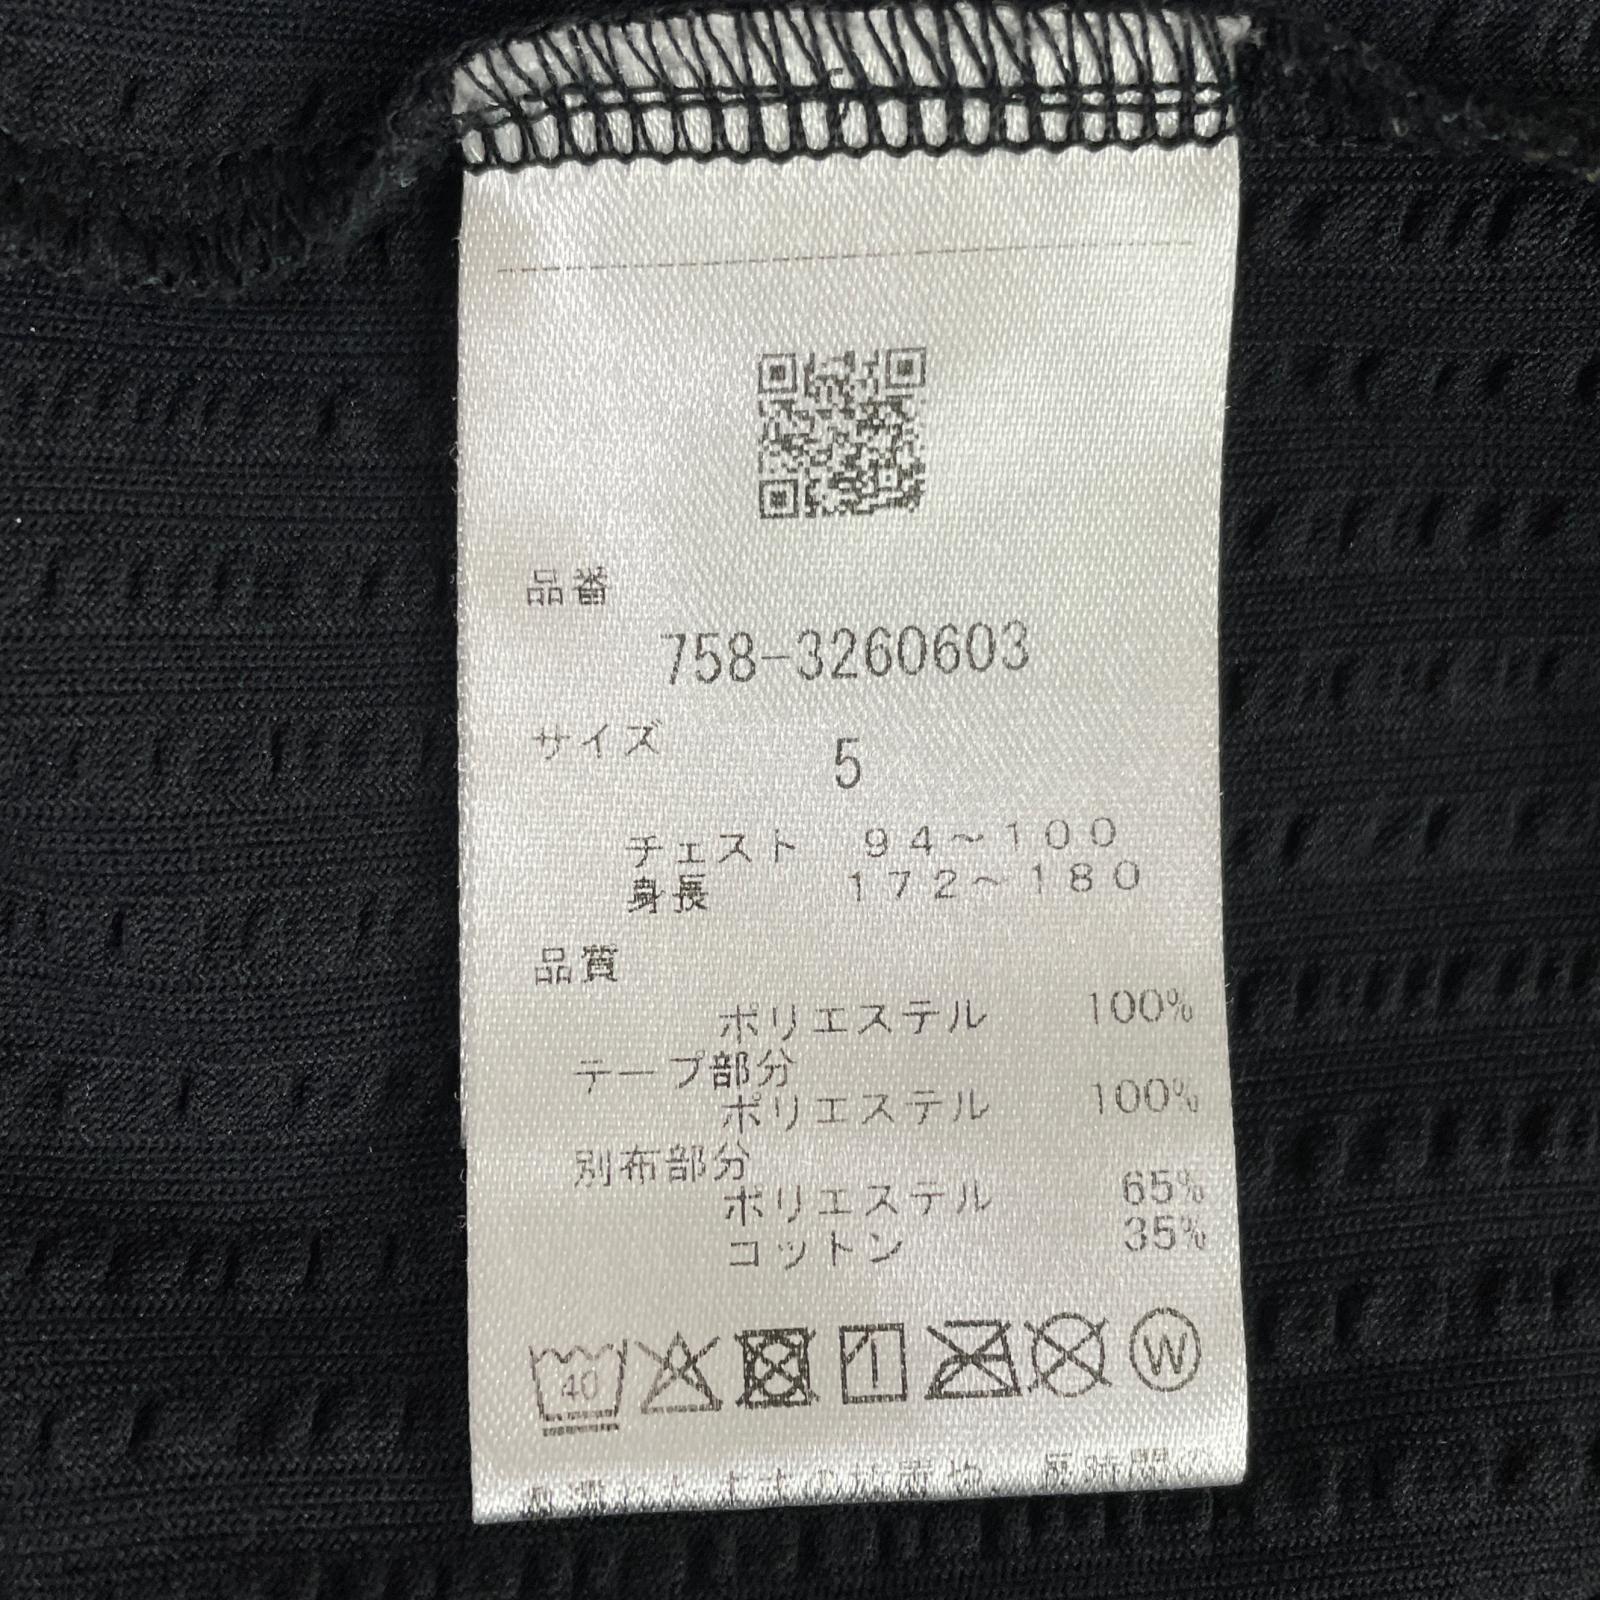 品番
758-3260603
サイズ 5
チェスト 94～100
身長 172～180
品質
ポリエステル 100%
テープ部分
ポリエステル 100%
別布部分
ポリエステル 65%
コットン 35%
40
W